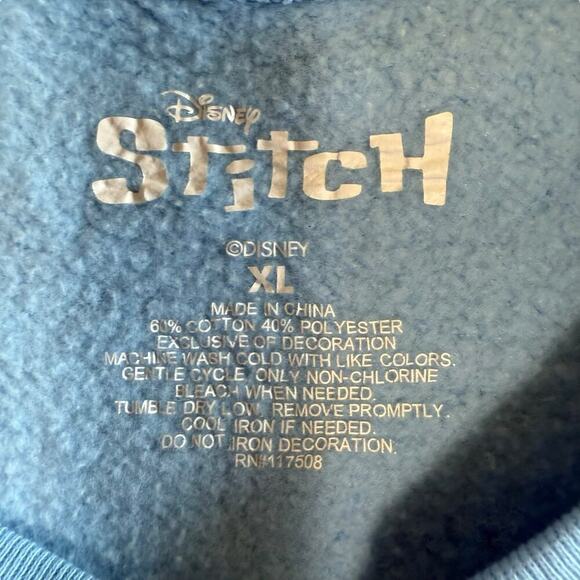 Disney
Stitch
©DISNEY
XL
MADE IN CHINA
60% COTTON 40% POLYESTER
EXCLUSIVE OF DECORATION
MACHINE WASH COLD WITH LIKE COLORS.
GENTLE CYCLE. ONLY NON-CHLORINE
BLEACH WHEN NEEDED.
TUMBLE DRY LOW. REMOVE PROMPTLY.
COOL IRON IF NEEDED.
DO NOT IRON DECORATION.
RN#117508